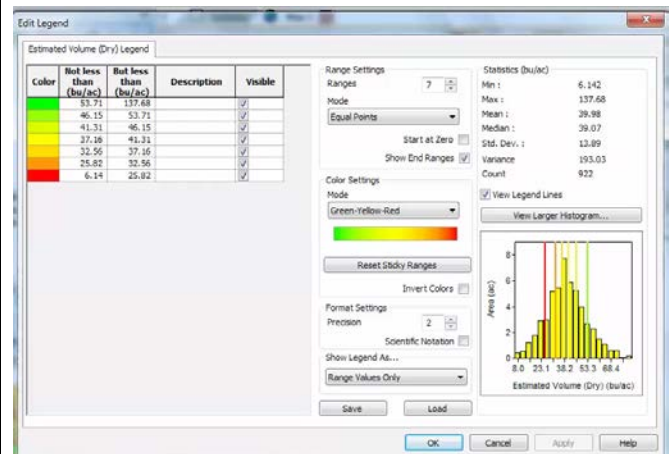 Edit Legend
Estimated Volume (Dry) Legend
Color Not less than (bu/ac) But less than (bu/ac) Description Visible
53.71 137.68
46.15 53.71
41.31 46.15
37.16 41.31
32.56 37.16
25.82 32.56
6.14 25.82
Range Settings
Ranges 7
Mode
Equal Points
Start at Zero
Show End Ranges
Color Settings
Mode
Green-Yellow-Red
Reset Sticky Ranges
Invert Colors
Format Settings
Precision 2
Scientific Notation
Show Legend As...
Range Values Only
Save Load
Statistics (bu/ac)
Min : 6.142
Max : 137.68
Mean : 39.98
Median : 39.07
Std. Dev. : 13.89
Variance 193.03
Count 922
View Legend Lines
View Larger Histogram...
8
6
4
2
0
Area (ac)
8.0 23.1 38.2 53.3 68.4
Estimated Volume (Dry) (bu/ac)
OK Cancel Apply Help